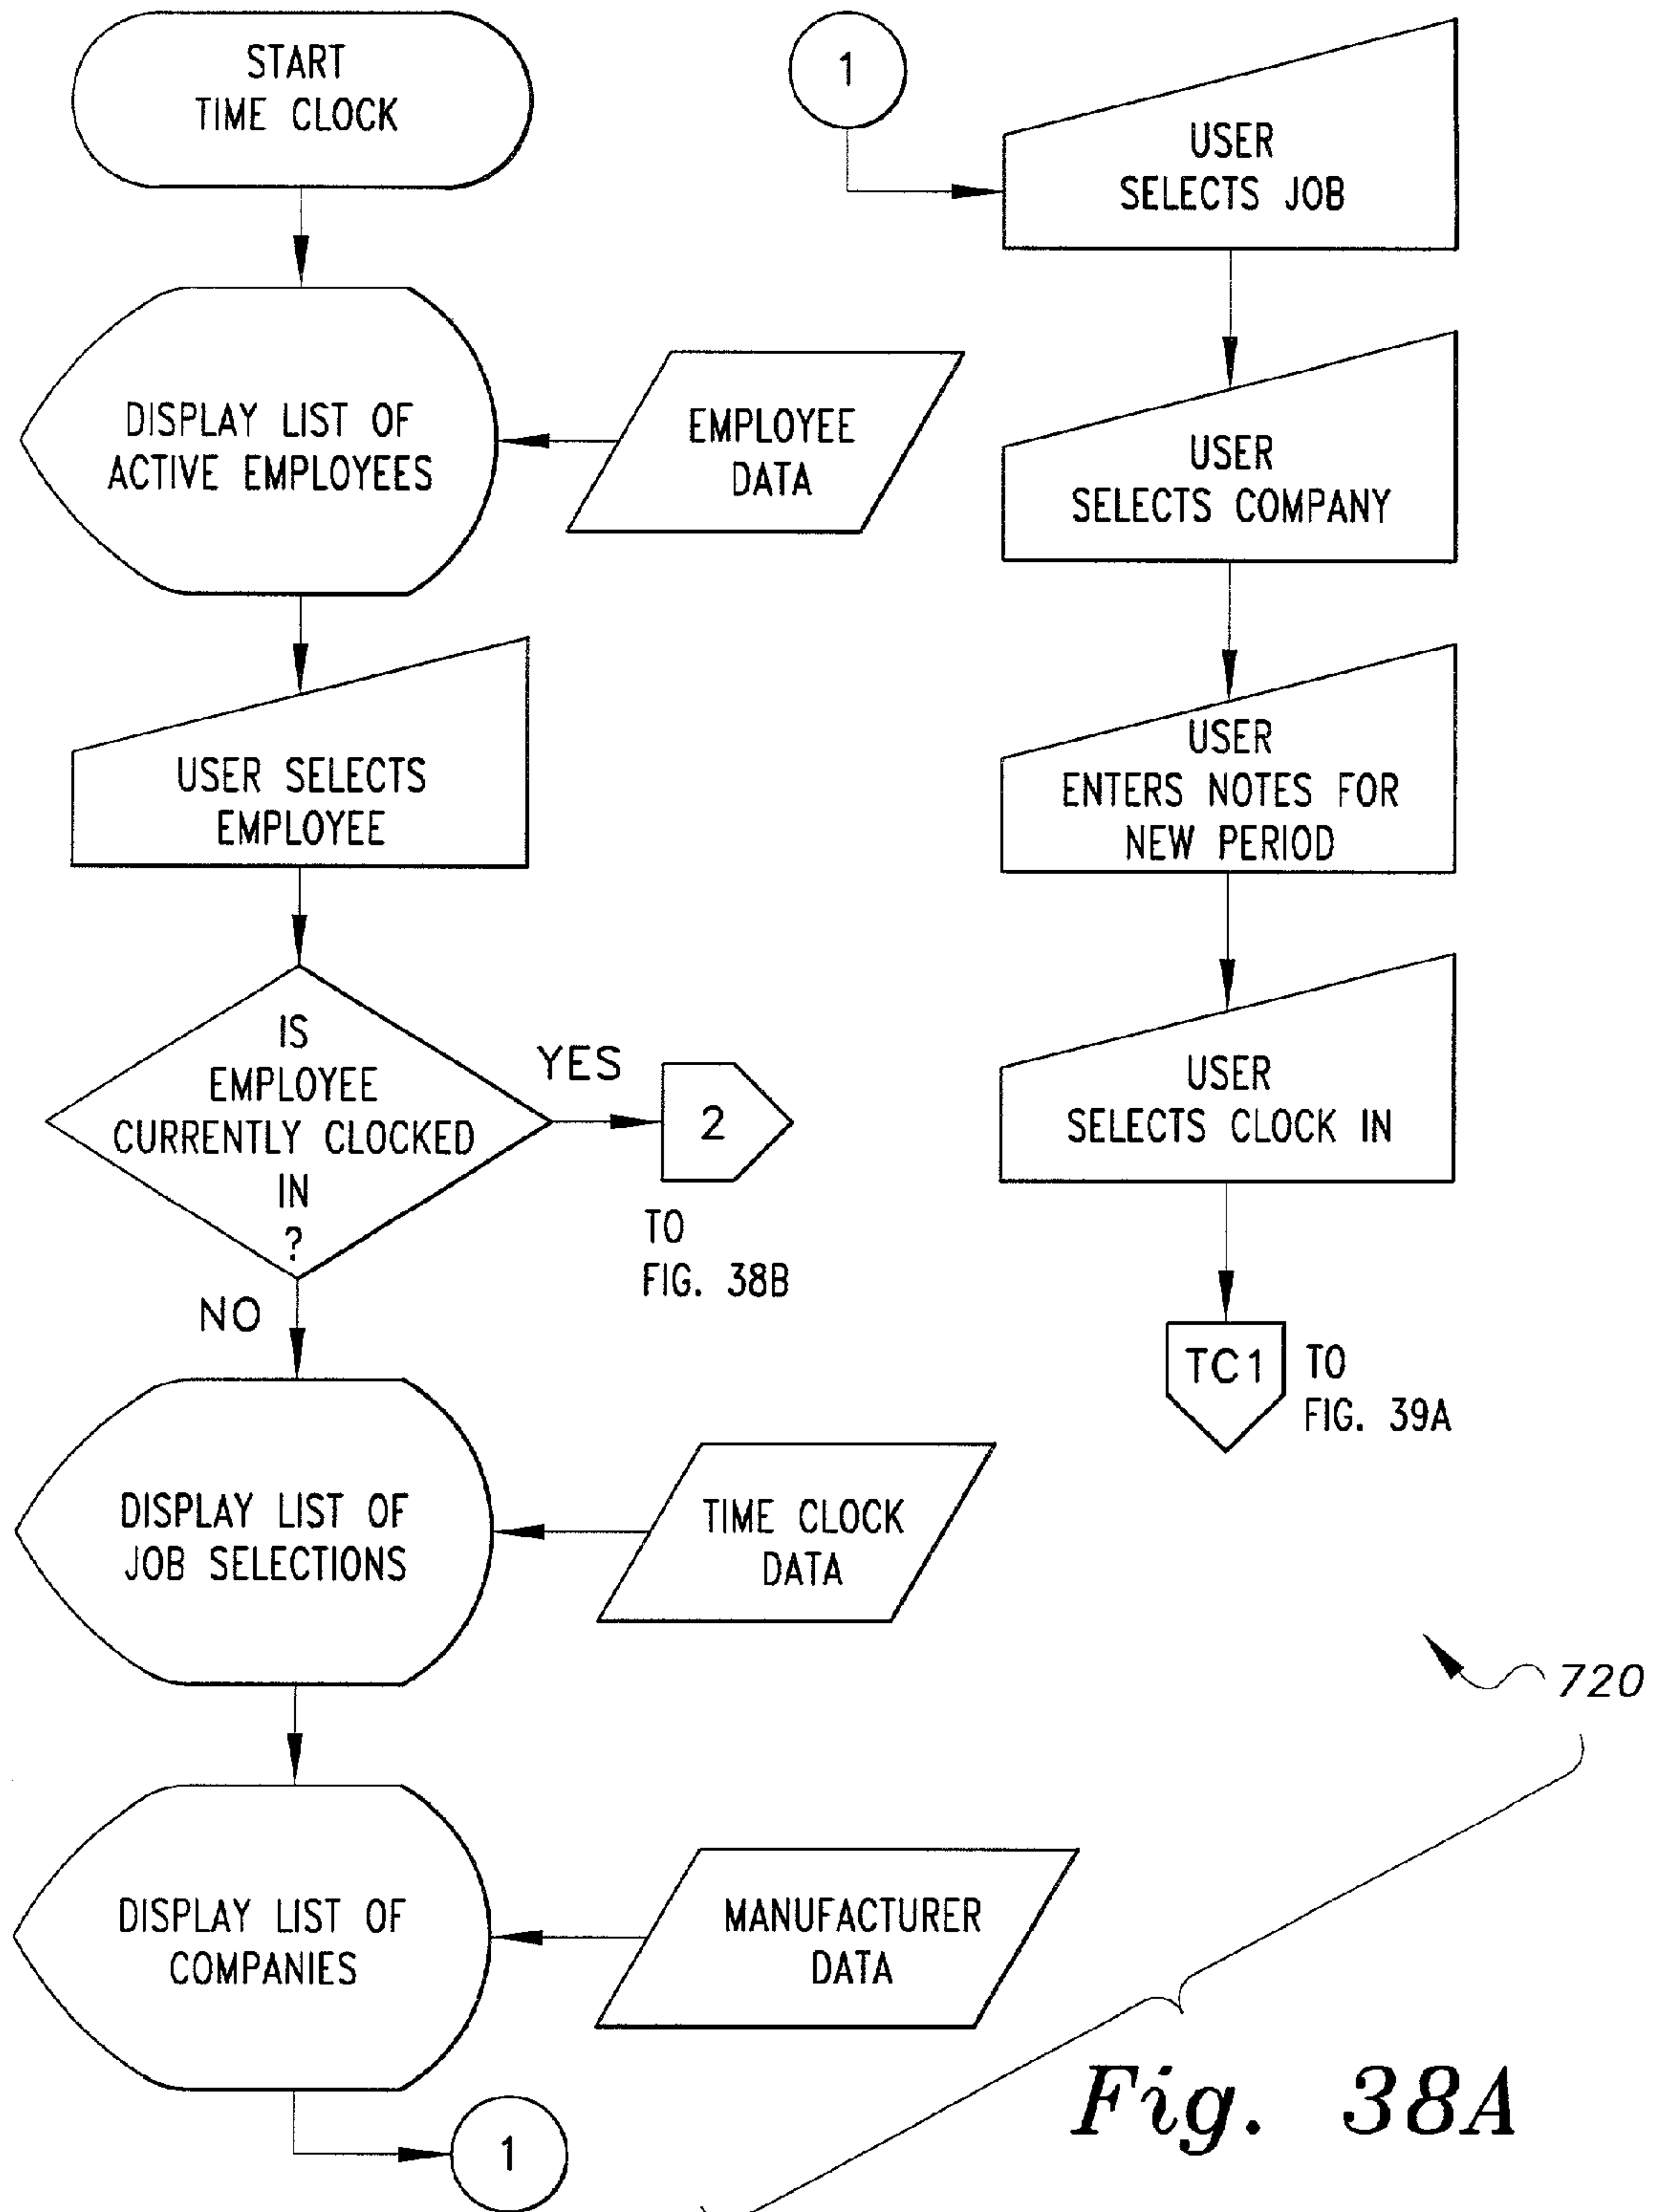 START
TIME CLOCK
DISPLAY LIST OF
ACTIVE EMPLOYEES
EMPLOYEE
DATA
USER SELECTS
EMPLOYEE
IS
EMPLOYEE
CURRENTLY CLOCKED
IN
?
YES
2
TO
FIG. 38B
NO
DISPLAY LIST OF
JOB SELECTIONS
TIME CLOCK
DATA
DISPLAY LIST OF
COMPANIES
MANUFACTURER
DATA
1
1
USER
SELECTS JOB
USER
SELECTS COMPANY
USER
ENTERS NOTES FOR
NEW PERIOD
USER
SELECTS CLOCK IN
TC1
TO
FIG. 39A
720
Fig. 38A